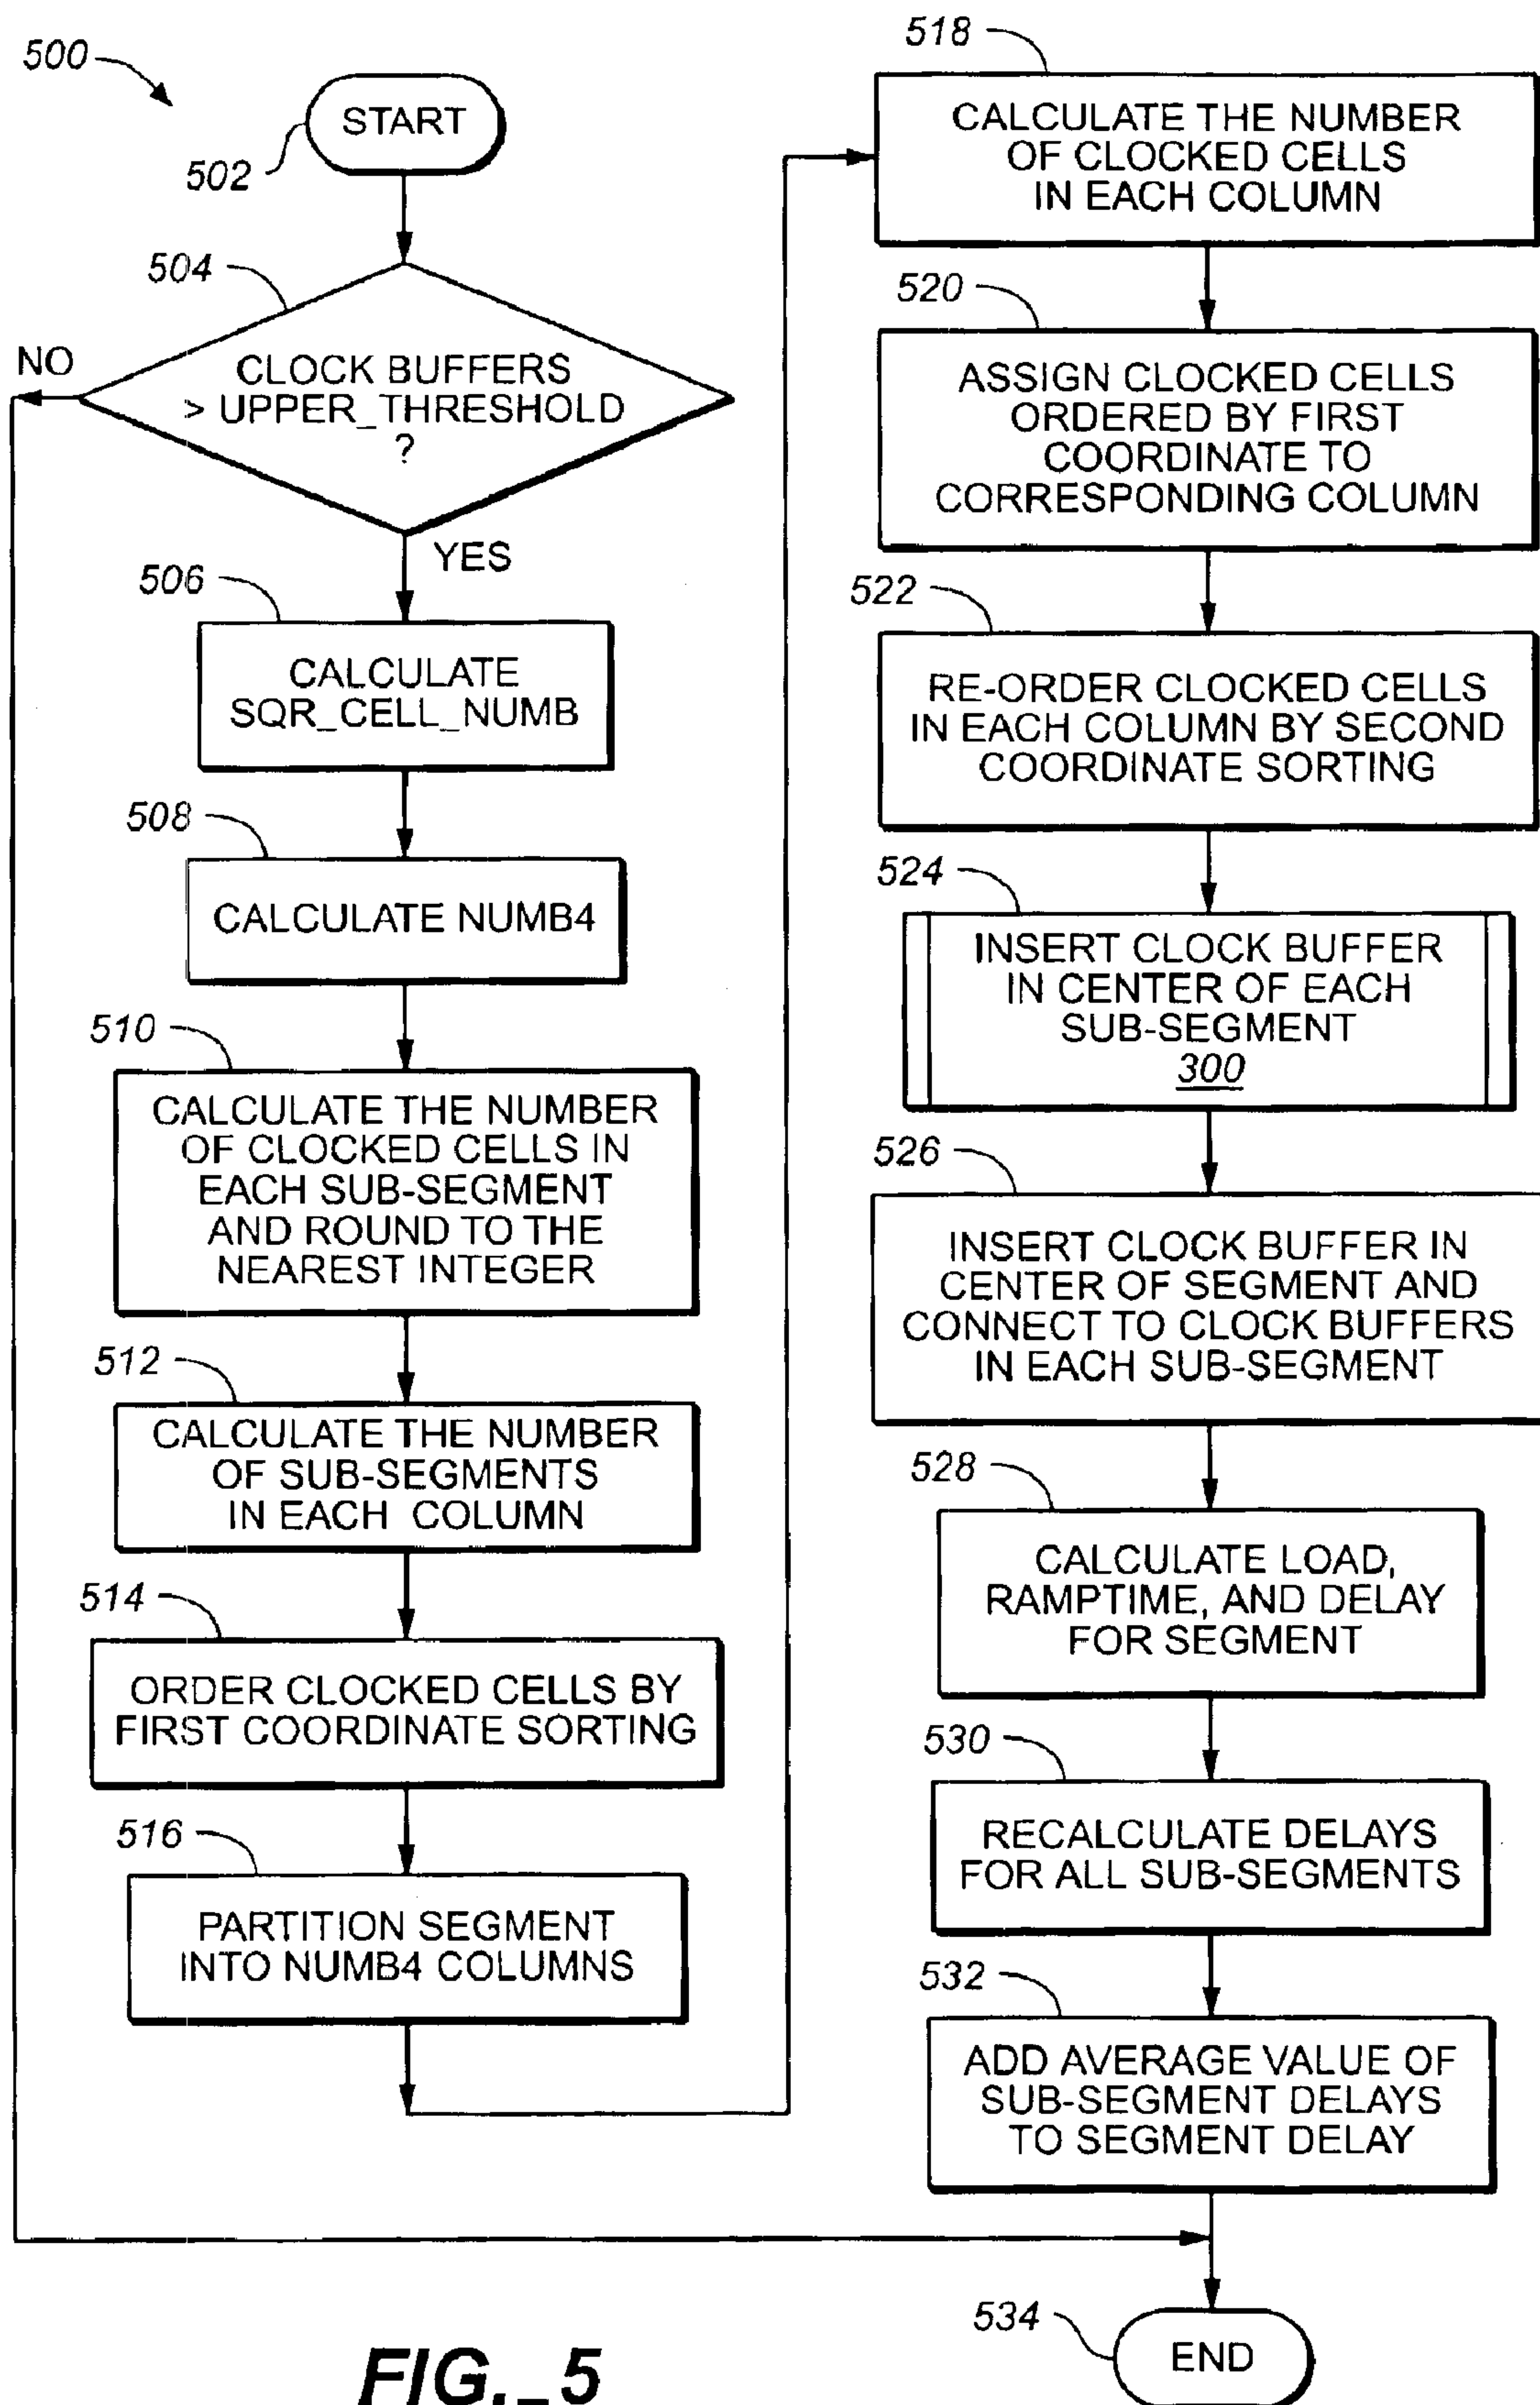 500
START
502
504
NO
CLOCK BUFFERS
> UPPER_THRESHOLD
?
YES
506
CALCULATE
SQR_CELL_NUMB
508
CALCULATE NUMB4
510
CALCULATE THE NUMBER
OF CLOCKED CELLS IN
EACH SUB-SEGMENT
AND ROUND TO THE
NEAREST INTEGER
512
CALCULATE THE NUMBER
OF SUB-SEGMENTS
IN EACH COLUMN
514
ORDER CLOCKED CELLS BY
FIRST COORDINATE SORTING
516
PARTITION SEGMENT
INTO NUMB4 COLUMNS
518
CALCULATE THE NUMBER
OF CLOCKED CELLS
IN EACH COLUMN
520
ASSIGN CLOCKED CELLS
ORDERED BY FIRST
COORDINATE TO
CORRESPONDING COLUMN
522
RE-ORDER CLOCKED CELLS
IN EACH COLUMN BY SECOND
COORDINATE SORTING
524
INSERT CLOCK BUFFER
IN CENTER OF EACH
SUB-SEGMENT
300
526
INSERT CLOCK BUFFER IN
CENTER OF SEGMENT AND
CONNECT TO CLOCK BUFFERS
IN EACH SUB-SEGMENT
528
CALCULATE LOAD,
RAMPTIME, AND DELAY
FOR SEGMENT
530
RECALCULATE DELAYS
FOR ALL SUB-SEGMENTS
532
ADD AVERAGE VALUE OF
SUB-SEGMENT DELAYS
TO SEGMENT DELAY
534
END
FIG._5